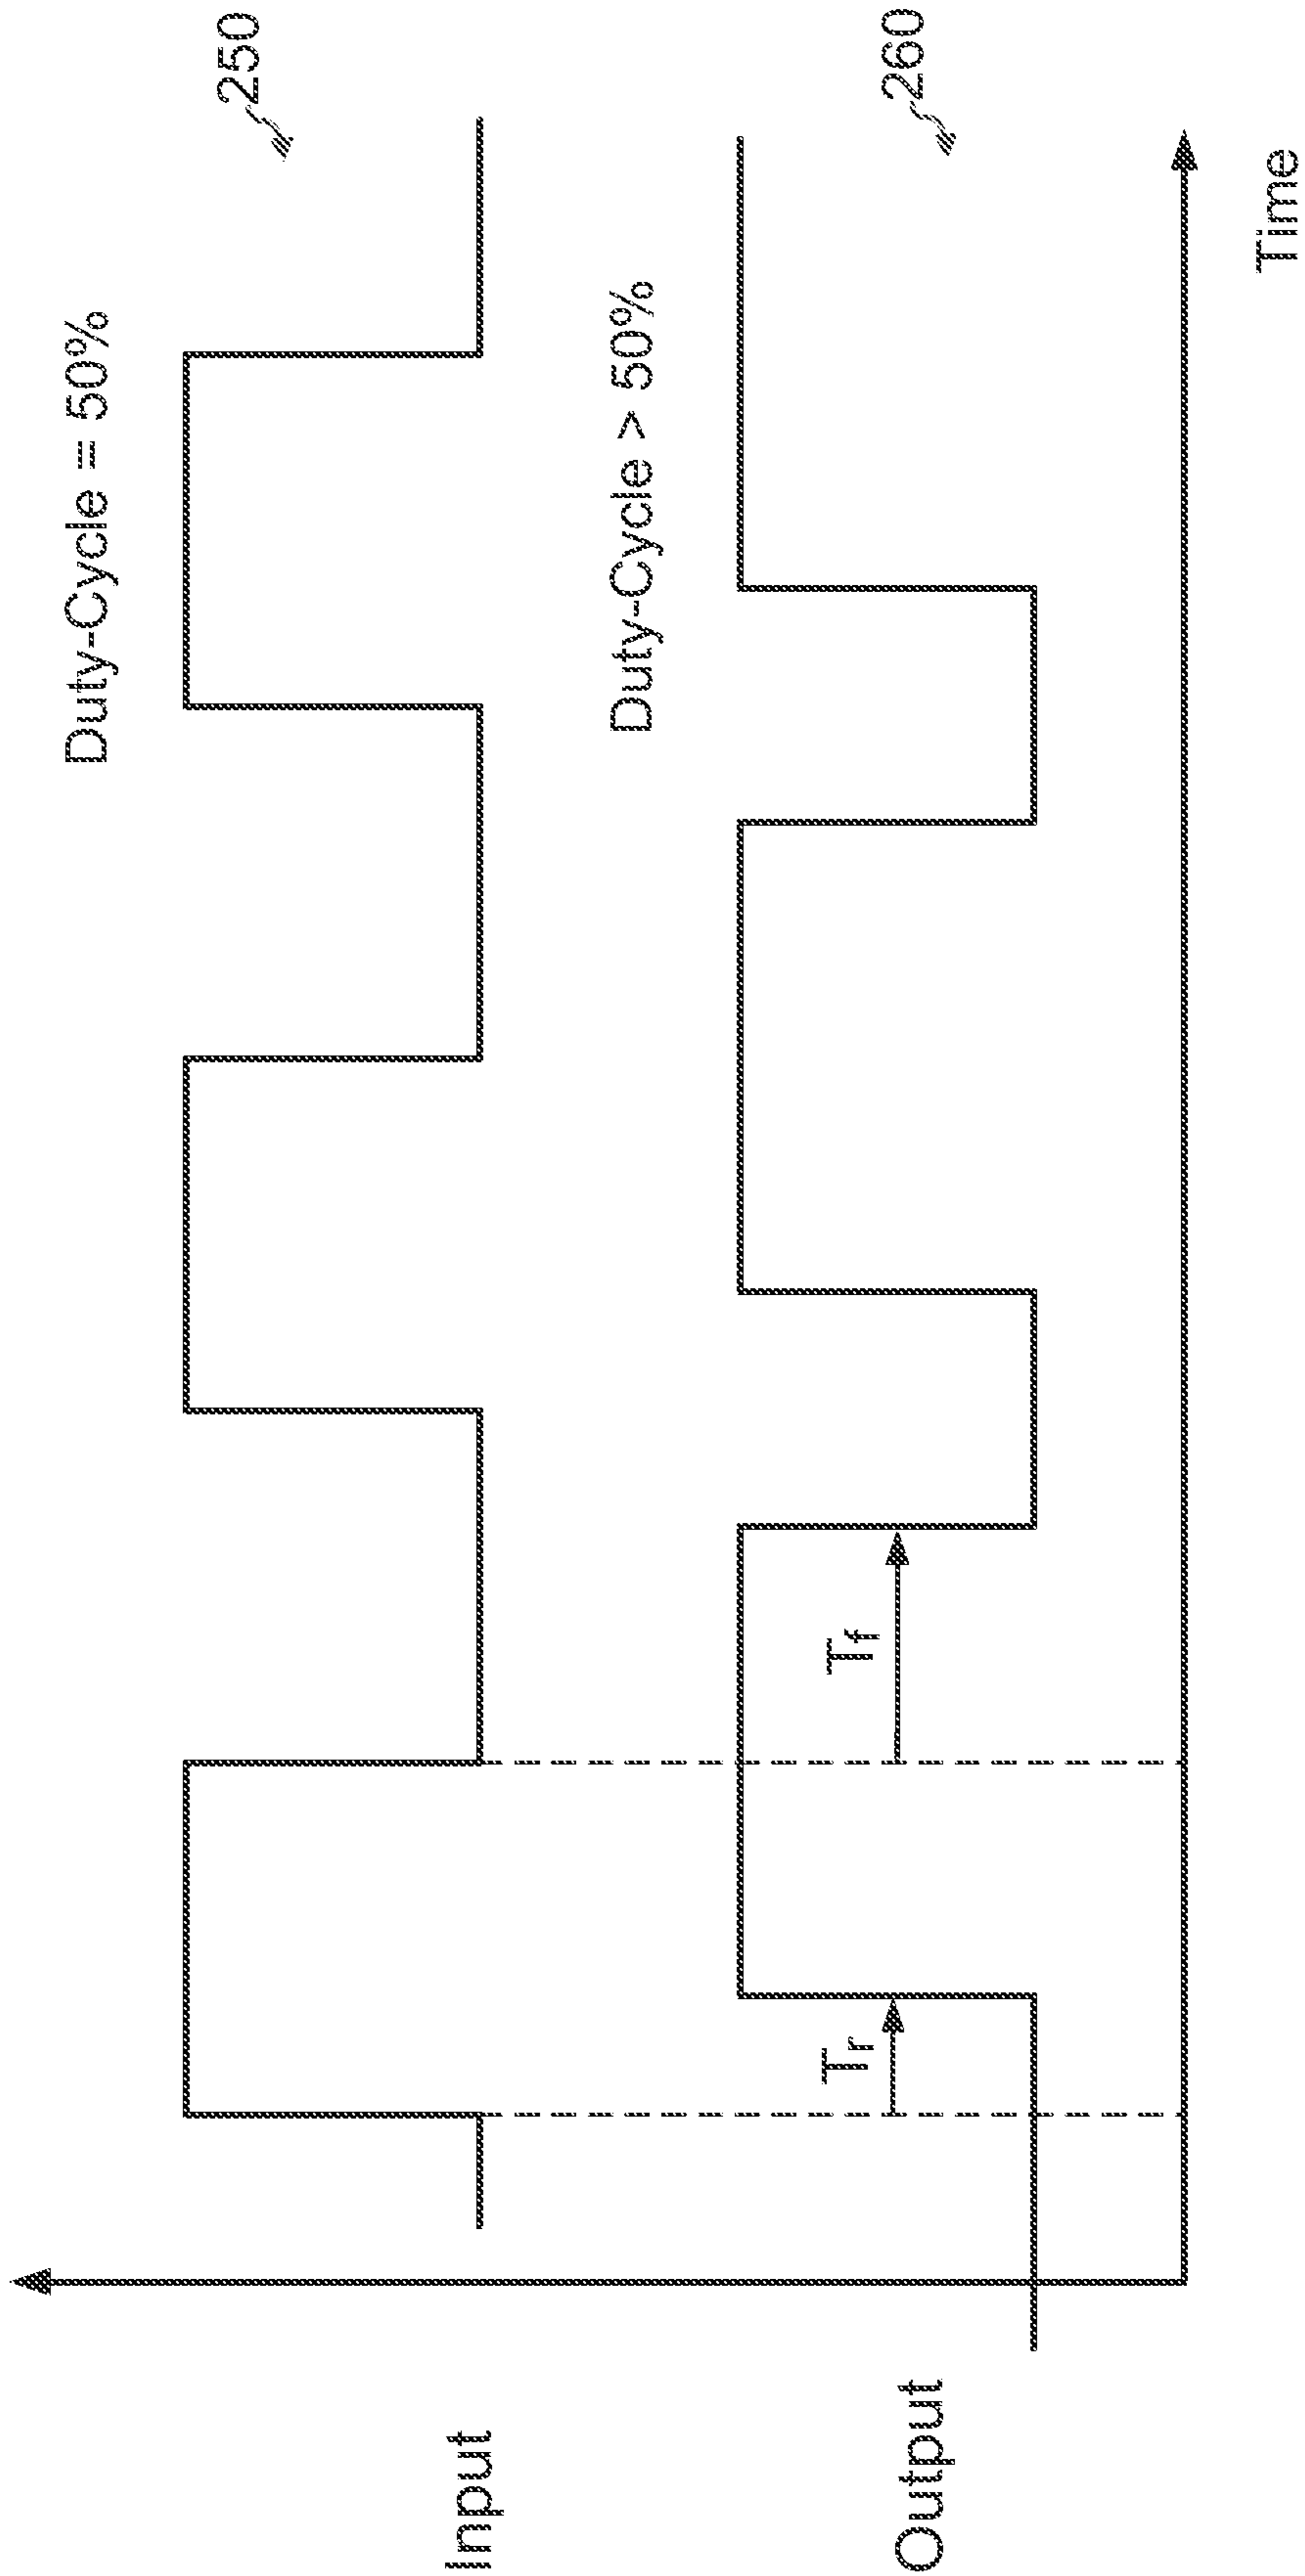 Duty-Cycle = 50%
250
Input
Duty-Cycle > 50%
260
Tr
Tf
Output
Time